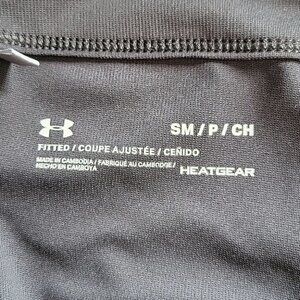 SM / P / CH
FITTED / COUPE AJUSTÉE / CEÑIDO
MADE IN CAMBODIA / FABRIQUÉ AU CAMBODGE /
HECHO EN CAMBOYA
HEATGEAR